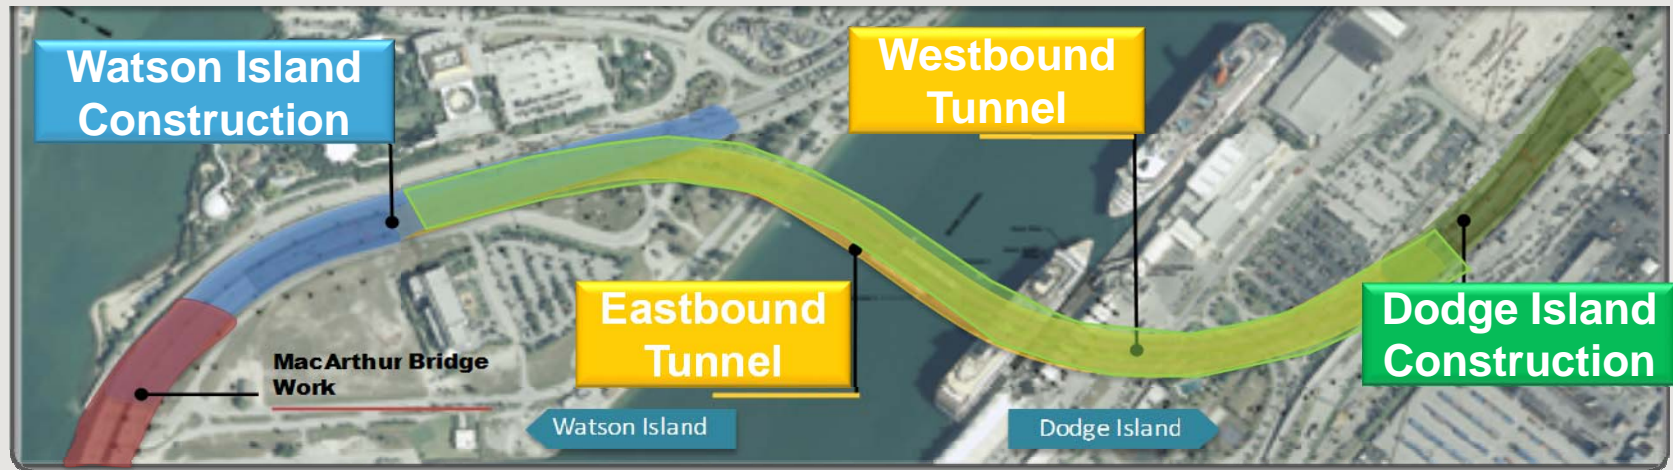 Watson Island
Construction
Westbound
Tunnel
Eastbound
Tunnel
Dodge Island
Construction
MacArthur Bridge
Work
Watson Island
Dodge Island